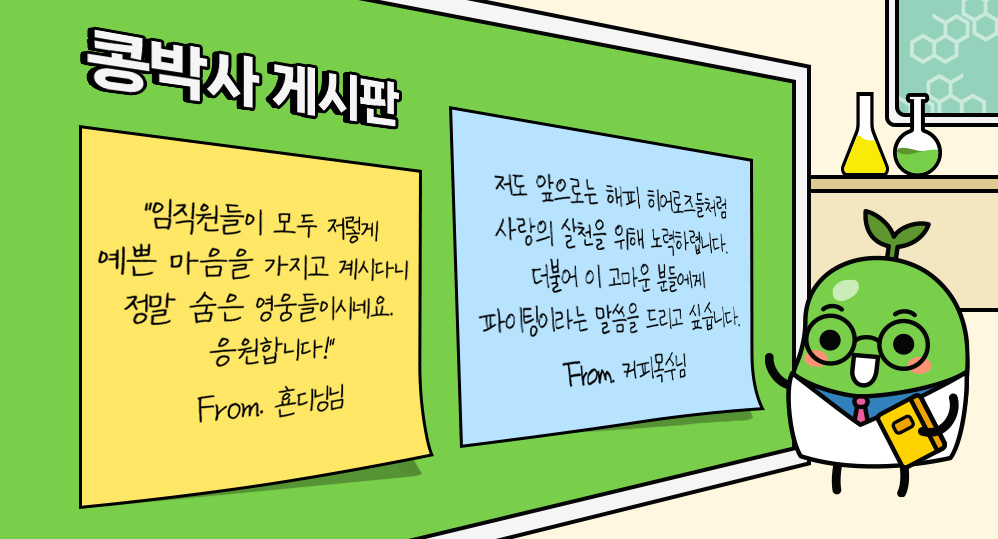 콩박사 게시판
"임직원들이 모두 저렇게
예쁜 마음을 가지고 계시다니
정말 숨은 영웅들이시네요.
응원합니다!"
From. 흔디닝님
저도 앞으로는 해피 히어로즈들처럼
사랑의 실천을 위해 노력하렵니다.
더불어 이 고마운 분들에게
파이팅이라는 말씀을 드리고 싶습니다.
From. 커피목수님